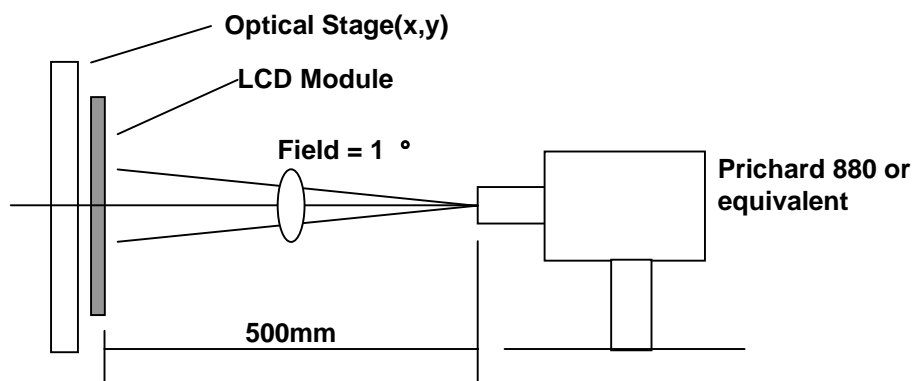 Optical Stage(x,y)
LCD Module
Field = 1 °
Prichard 880 or
equivalent
500mm